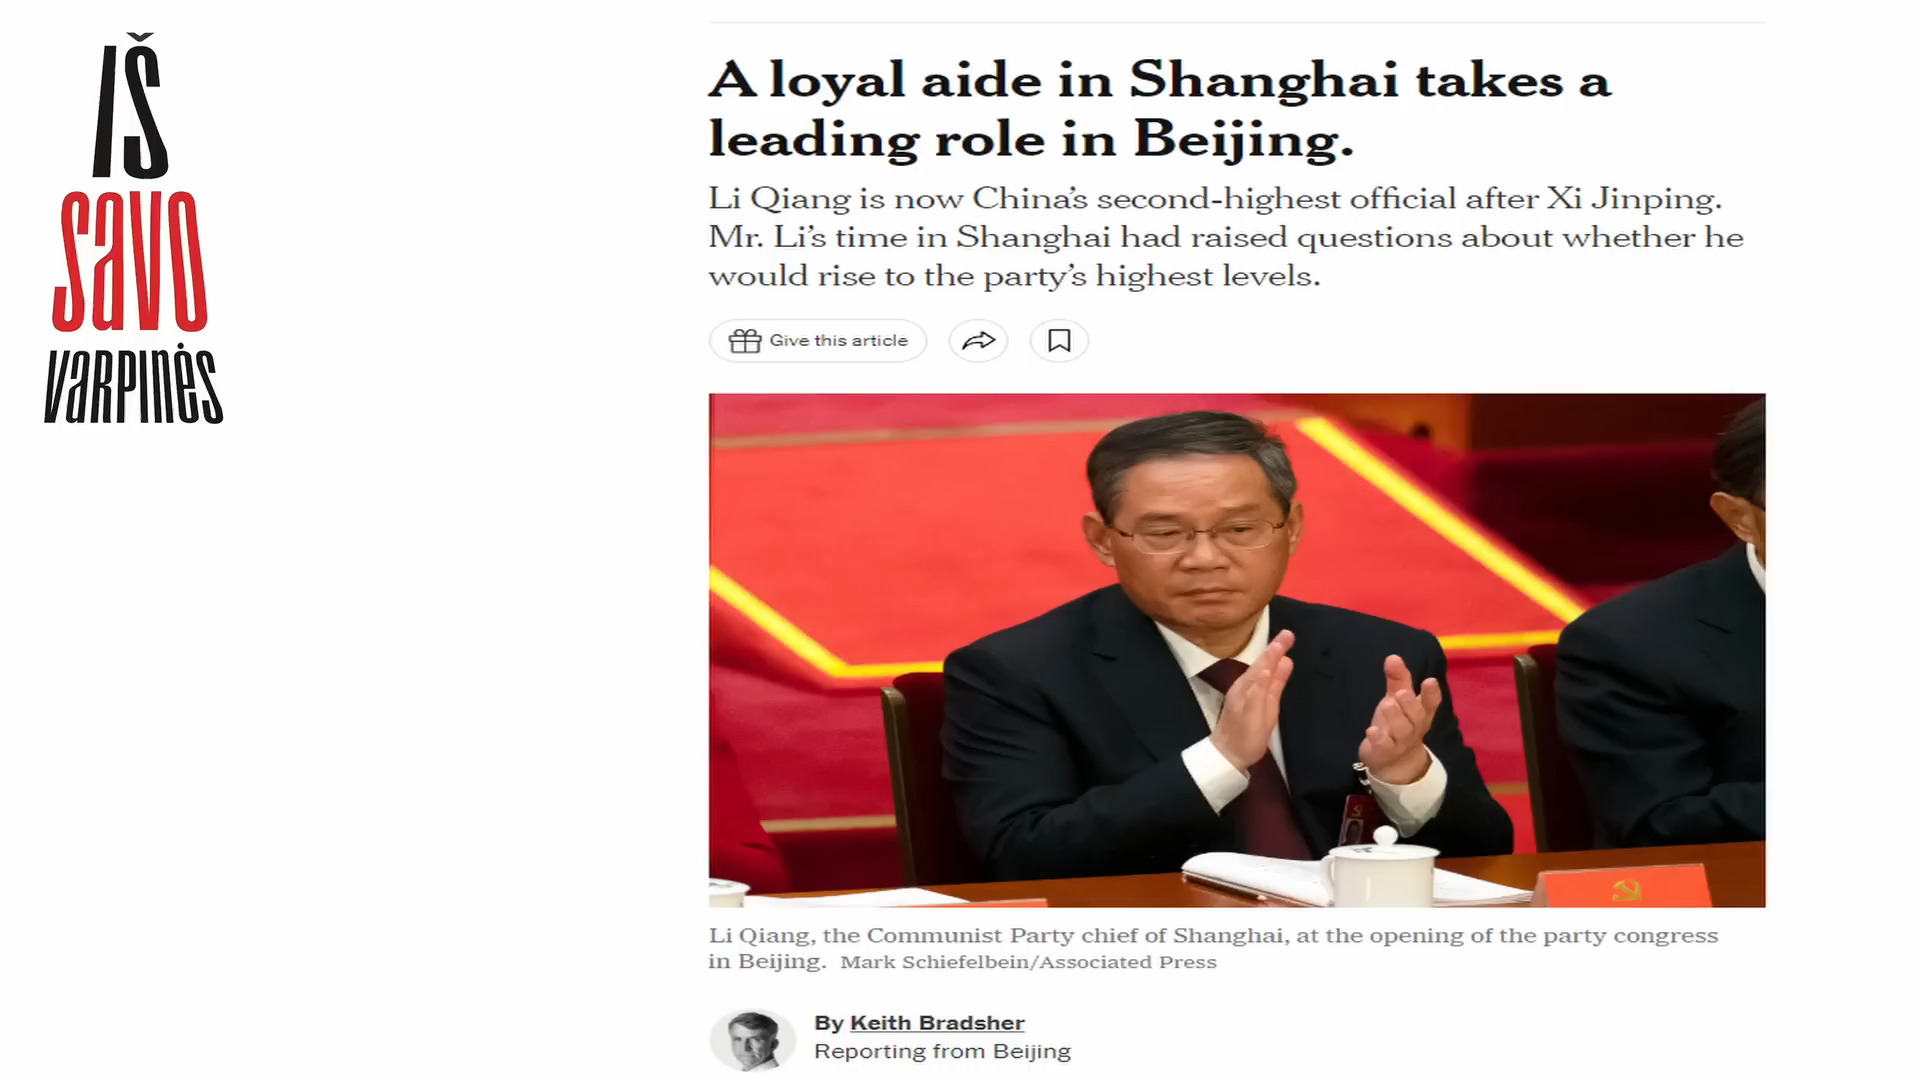 IŠ
savo
varpinės
A loyal aide in Shanghai takes a
leading role in Beijing.
Li Qiang is now China’s second-highest official after Xi Jinping.
Mr. Li’s time in Shanghai had raised questions about whether he
would rise to the party’s highest levels.
Give this article
Li Qiang, the Communist Party chief of Shanghai, at the opening of the party congress
in Beijing. Mark Schiefelbein/Associated Press
By Keith Bradsher
Reporting from Beijing